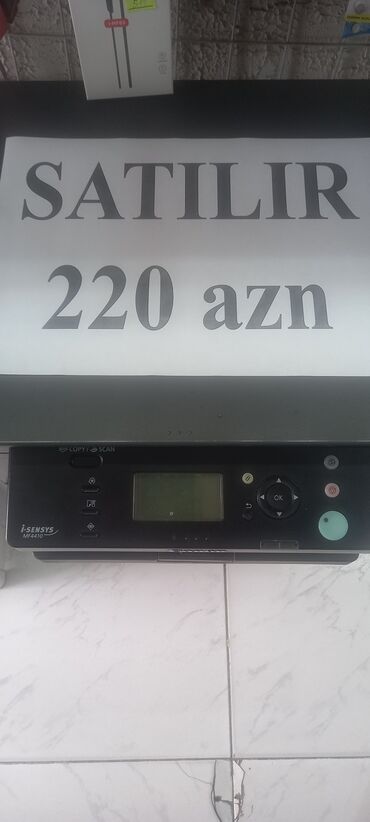 SATILIR
220 azn
COPY / SCAN
OK
i-SENSYS
MF4410